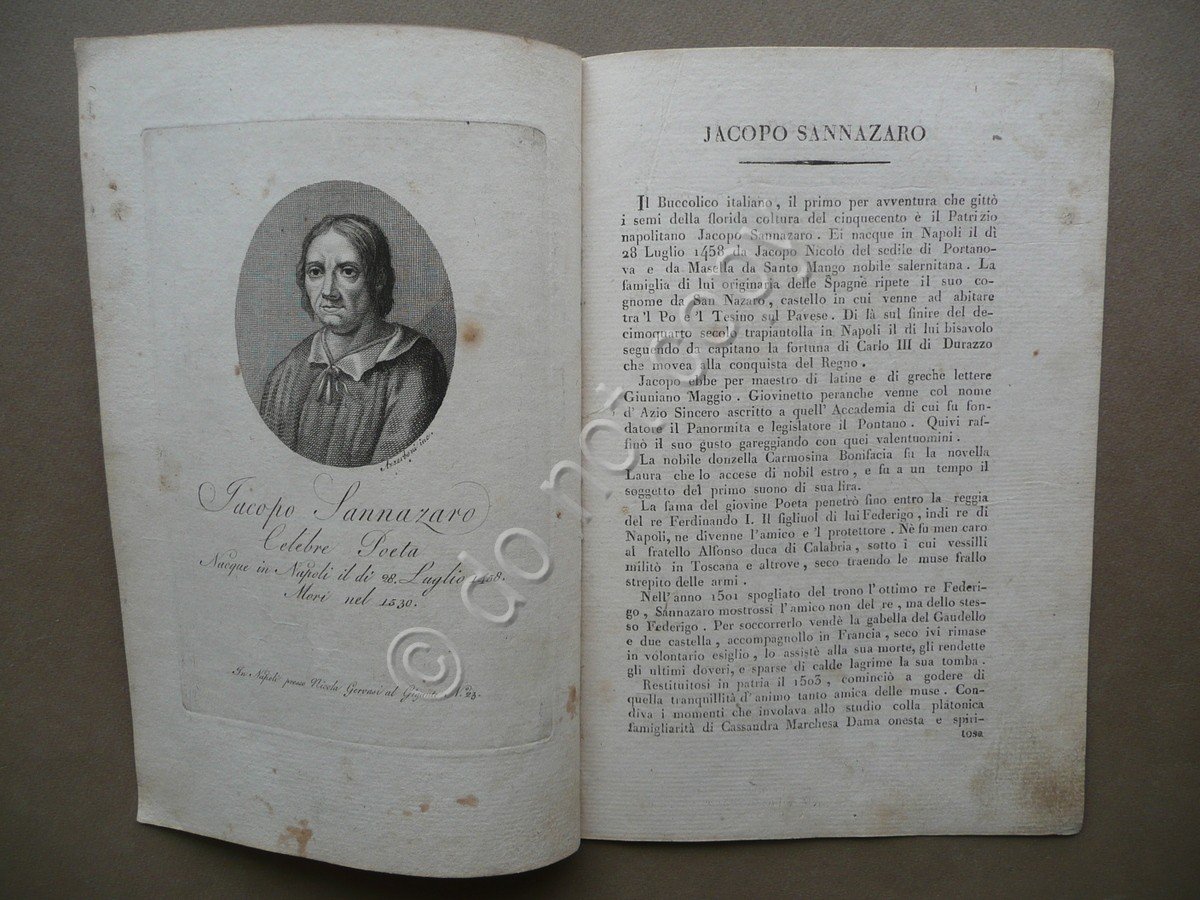 Jacopo Sannazaro
Celebre Poeta
Nacque in Napoli il dì 28. Luglio 1458.
Morì nel 1530.
In Napoli presso Nicola Gervasi al Gigante N.º 23.
JACOPO SANNAZARO
Il Buccolico italiano, il primo per avventura che gittò
i semi della florida coltura del cinquecento è il Patrizio
napolitano Jacopo Sannazaro. Ei nacque in Napoli il dì
28 Luglio 1458 da Jacopo Nicolò del sedile di Portano-
va e da Masella da Santo Mango nobile salernitana. La
famiglia di lui originaria delle Spagne ripete il suo co-
gnome da San Nazaro, castello in cui venne ad abitare
tra 'l Po e 'l Tesino sul Pavese. Di là sul finire del de-
cimoquarto secolo trapiantolla in Napoli il di lui bisavolo
seguendo da capitano la fortuna di Carlo III di Durazzo
che movea alla conquista del Regno.
Jacopo ebbe per maestro di latine e di greche lettere
Giuniano Maggio. Giovinetto peranche venne col nome
d' Azio Sincero ascritto a quell' Accademia di cui fu fon-
datore il Panormita e legislatore il Pontano. Quivi raf-
finò il suo gusto gareggiando con quei valentuomini.
La nobile donzella Carmosina Bonifacia fu la novella
Laura che lo accese di nobil estro, e fu a un tempo il
soggetto del primo suono di sua lira.
La fama del giovine Poeta penetrò fino entro la reggia
del re Ferdinando I. Il figliuol di lui Federigo, indi re di
Napoli, ne divenne l'amico e 'l protettore. Nè fu men caro
al fratello Alfonso duca di Calabria, sotto i cui vessilli
militò in Toscana e altrove, seco traendo le muse frallo
strepito delle armi.
Nell'anno 1501 spogliato del trono l'ottimo re Federi-
go, Sannazaro mostrossi l'amico non del re, ma dello stes-
so Federigo. Per soccorrerlo vendè la gabella del Gaudello
e due castella, accompagnollo in Francia, seco ivi rimase
in volontario esiglio, lo assistè alla sua morte, gli rendette
gli ultimi doveri, e sparse di calde lagrime la sua tomba.
Restituitosi in patria il 1503, cominciò a godere di
quella tranquillità d'animo tanto amica delle muse. Con-
diva i momenti che involava allo studio colla platonica
famigliarità di Cassandra Marchesa Dama onesta e spiri-
tosa
© do not copy